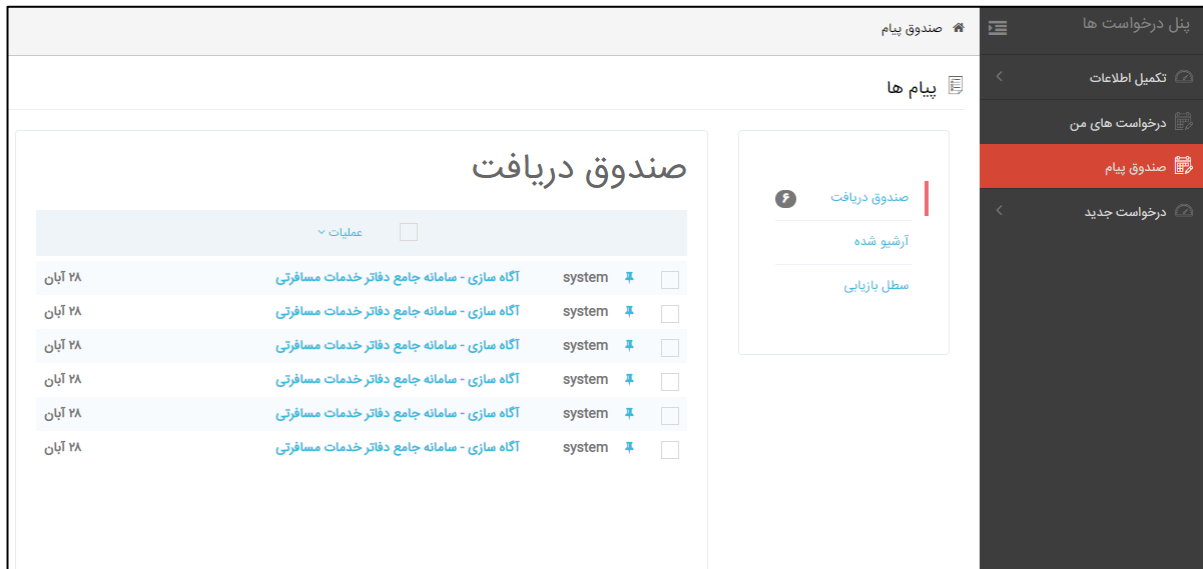 پنل درخواست ها
تکمیل اطلاعات
درخواست های من
صندوق پیام
درخواست جدید
صندوق پیام
پیام ها
صندوق دریافت ۶
آرشیو شده
سطل بازیابی
صندوق دریافت
عملیات
system آگاه سازی - سامانه جامع دفاتر خدمات مسافرتی ۲۸ آبان
system آگاه سازی - سامانه جامع دفاتر خدمات مسافرتی ۲۸ آبان
system آگاه سازی - سامانه جامع دفاتر خدمات مسافرتی ۲۸ آبان
system آگاه سازی - سامانه جامع دفاتر خدمات مسافرتی ۲۸ آبان
system آگاه سازی - سامانه جامع دفاتر خدمات مسافرتی ۲۸ آبان
system آگاه سازی - سامانه جامع دفاتر خدمات مسافرتی ۲۸ آبان